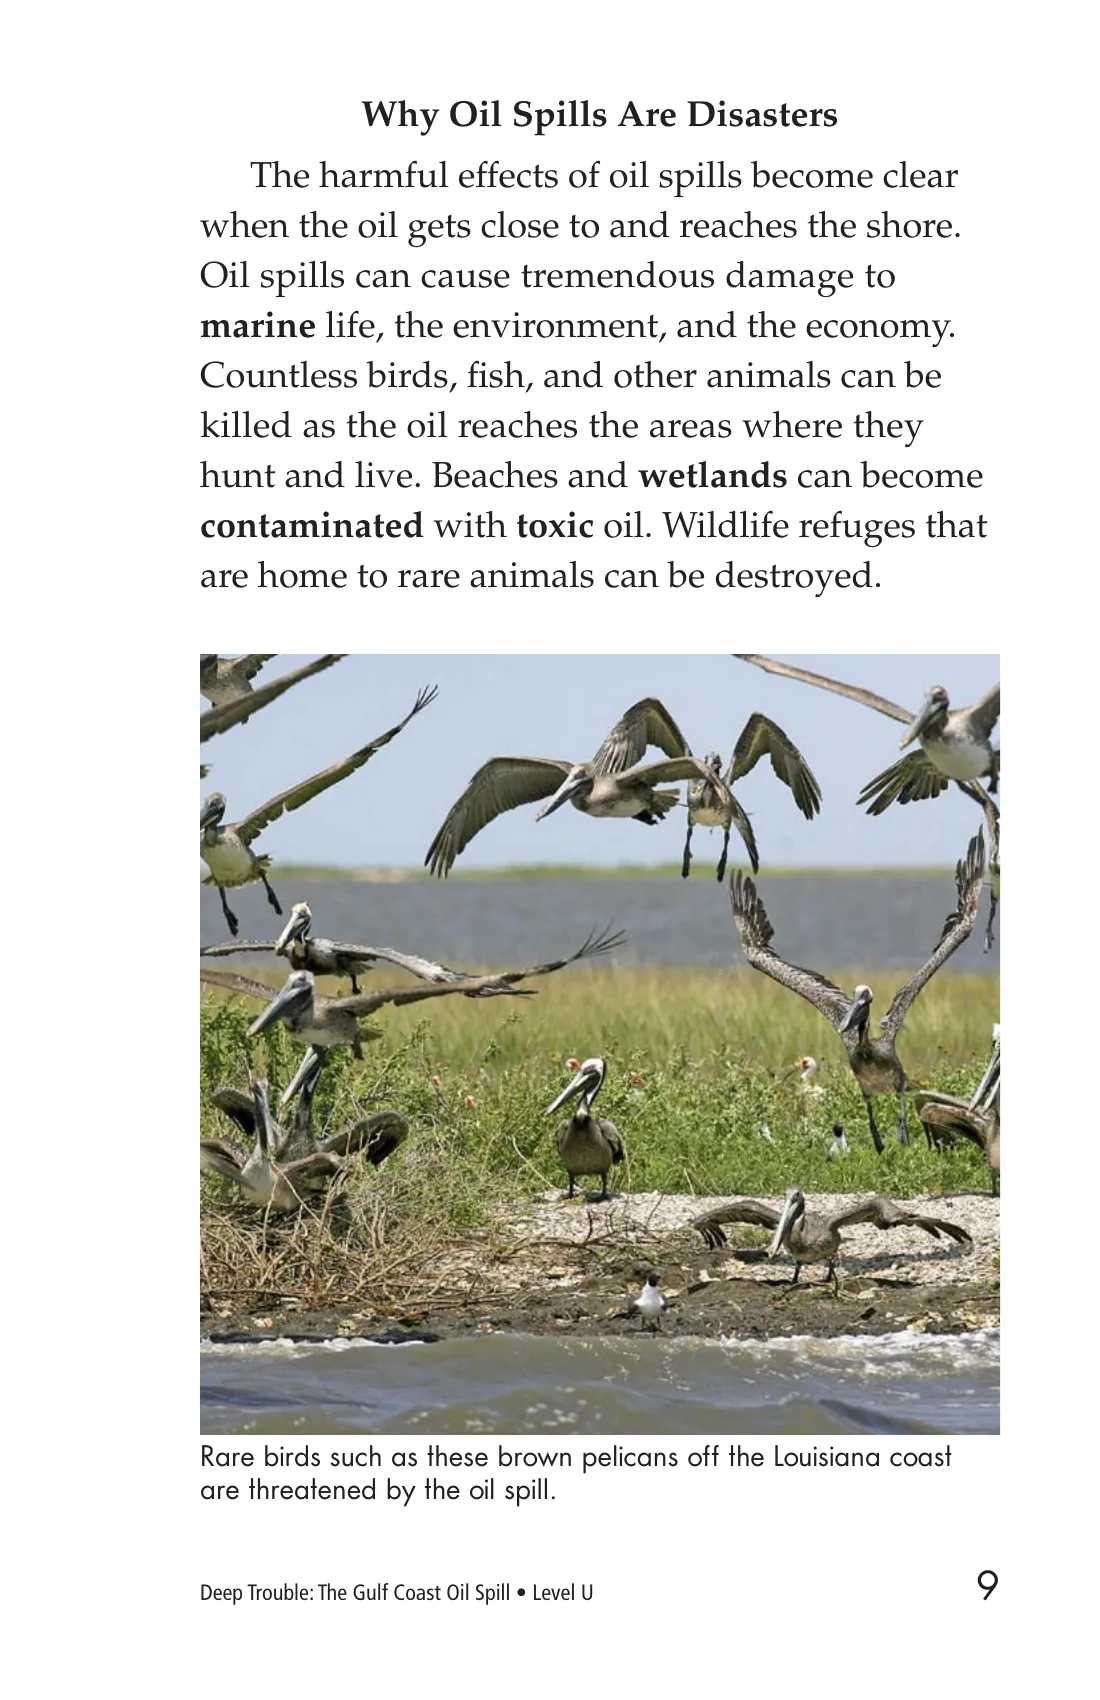 Why Oil Spills Are Disasters
The harmful effects of oil spills become clear
when the oil gets close to and reaches the shore.
Oil spills can cause tremendous damage to
marine life, the environment, and the economy.
Countless birds, fish, and other animals can be
killed as the oil reaches the areas where they
hunt and live. Beaches and wetlands can become
contaminated with toxic oil. Wildlife refuges that
are home to rare animals can be destroyed.
Rare birds such as these brown pelicans off the Louisiana coast
are threatened by the oil spill.
Deep Trouble: The Gulf Coast Oil Spill • Level U 9